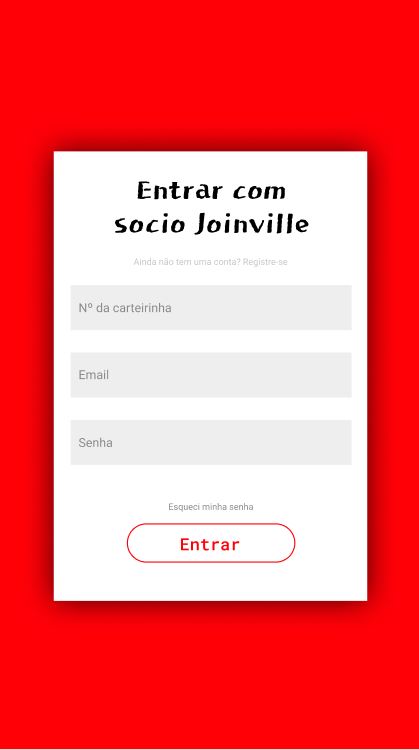 Entrar com
socio Joinville
Ainda não tem uma conta? Registre-se
Nº da carteirinha
Email
Senha
Esqueci minha senha
Entrar